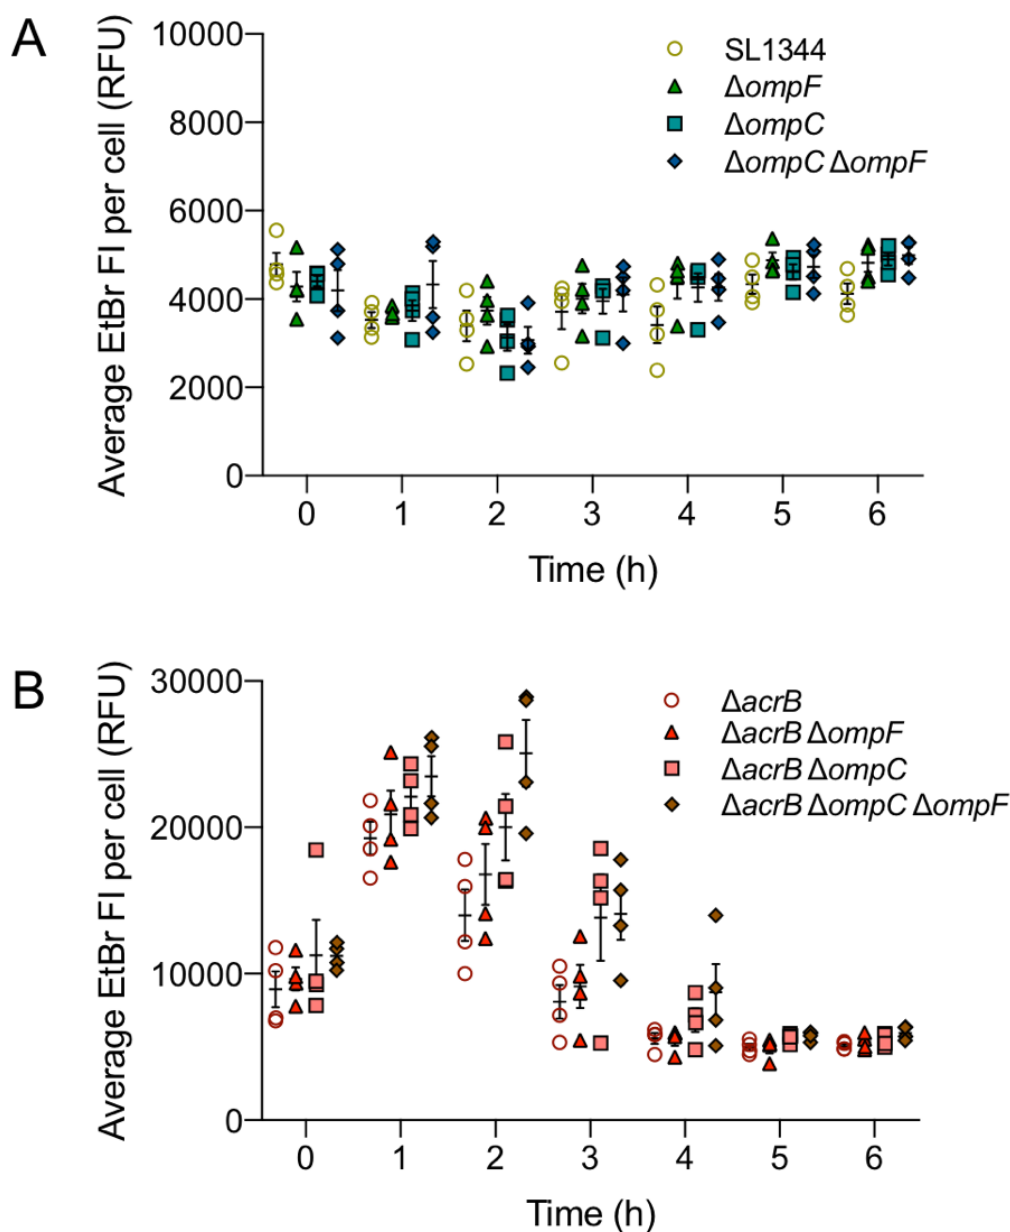 A
Average EtBr FI per cell (RFU)
10000
8000
6000
4000
2000
0
SL1344
ΔompF
ΔompC
ΔompC ΔompF
0 1 2 3 4 5 6
Time (h)
B
Average EtBr FI per cell (RFU)
30000
20000
10000
0
ΔacrB
ΔacrB ΔompF
ΔacrB ΔompC
ΔacrB ΔompC ΔompF
0 1 2 3 4 5 6
Time (h)